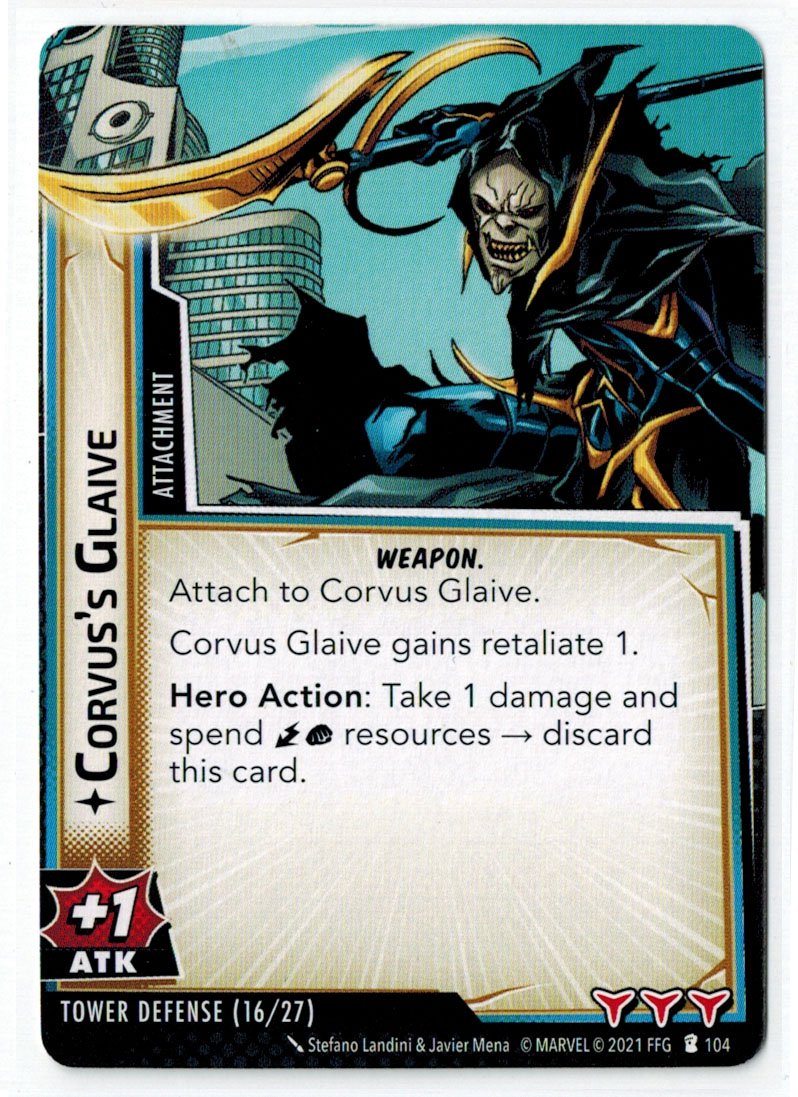 ATTACHMENT
Corvus's Glaive
WEAPON.
Attach to Corvus Glaive.
Corvus Glaive gains retaliate 1.
Hero Action: Take 1 damage and
spend resources → discard
this card.
+1
ATK
TOWER DEFENSE (16/27)
Stefano Landini & Javier Mena © MARVEL © 2021 FFG 104